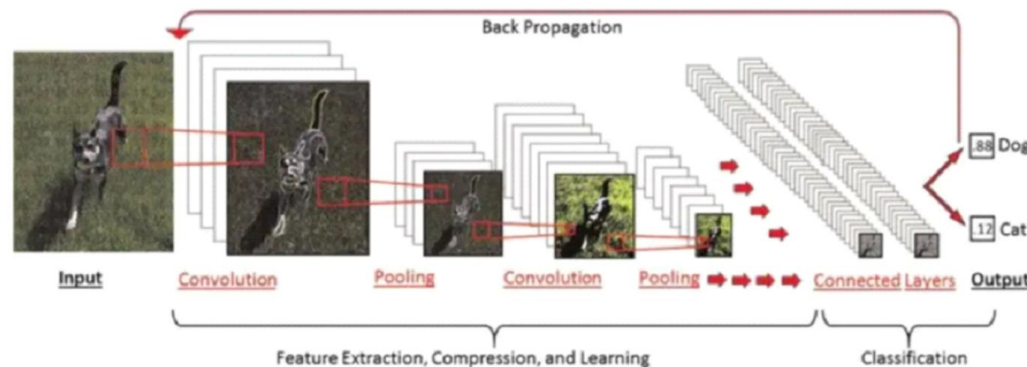 Back Propagation
.88 Dog
.12 Cat
Input
Convolution
Pooling
Convolution
Pooling
Connected Layers
Output
Feature Extraction, Compression, and Learning
Classification